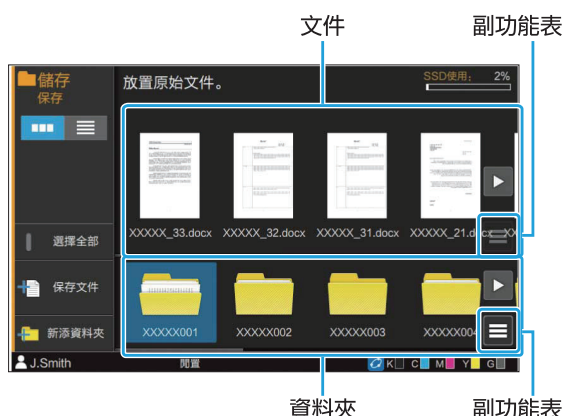 文件
副功能表
儲存
保存
放置原始文件。
SSD使用： 2%
選擇全部
XXXXX_33.docx XXXXX_32.docx XXXXX_31.docx XXXXX_21.docx XX
保存文件
新添資料夾
XXXXX001 XXXXX002 XXXXX003 XXXXX004
J.Smith 閒置 K C M Y G
資料夾
副功能表